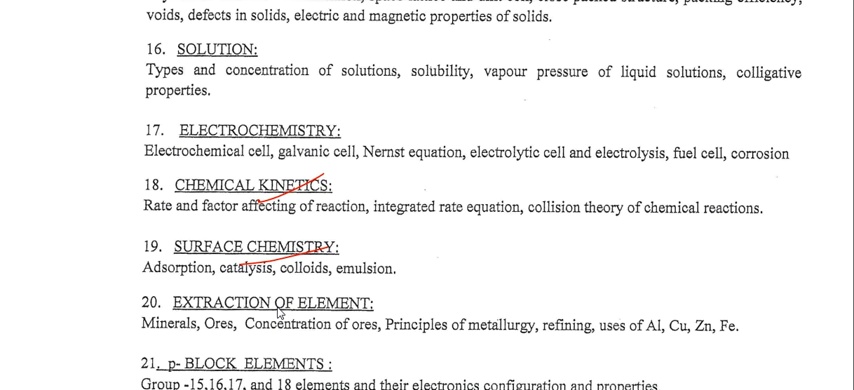 voids, defects in solids, electric and magnetic properties of solids.
16. SOLUTION:
Types and concentration of solutions, solubility, vapour pressure of liquid solutions, colligative
properties.
17. ELECTROCHEMISTRY:
Electrochemical cell, galvanic cell, Nernst equation, electrolytic cell and electrolysis, fuel cell, corrosion
18. CHEMICAL KINETICS:
Rate and factor affecting of reaction, integrated rate equation, collision theory of chemical reactions.
19. SURFACE CHEMISTRY:
Adsorption, catalysis, colloids, emulsion.
20. EXTRACTION OF ELEMENT:
Minerals, Ores, Concentration of ores, Principles of metallurgy, refining, uses of Al, Cu, Zn, Fe.
21. p- BLOCK ELEMENTS :
Group -15,16,17, and 18 elements and their electronics configuration and properties